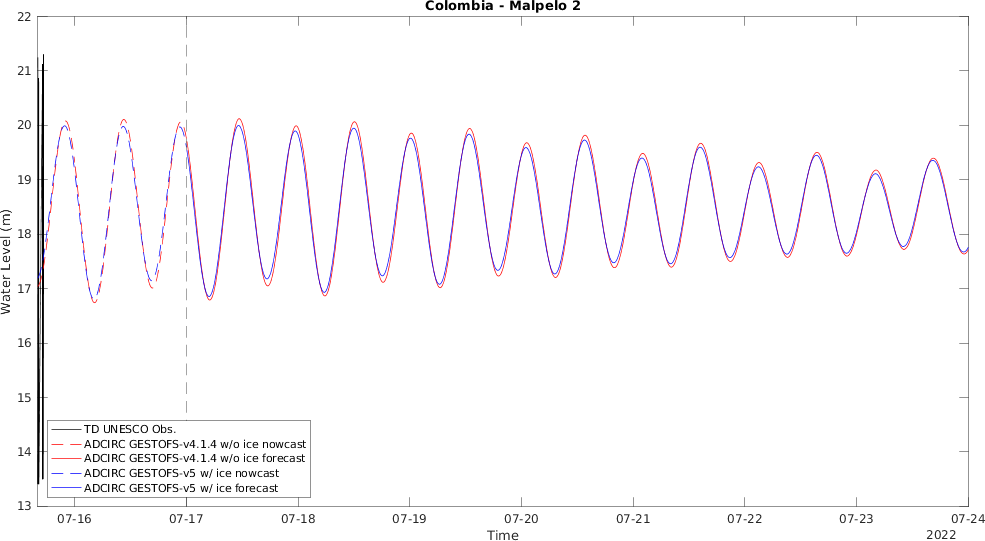 Colombia - Malpelo 2
Water Level (m)
22
21
20
19
18
17
16
15
14
13
TD UNESCO Obs.
ADCIRC GESTOFS-v4.1.4 w/o ice nowcast
ADCIRC GESTOFS-v4.1.4 w/o ice forecast
ADCIRC GESTOFS-v5 w/ ice nowcast
ADCIRC GESTOFS-v5 w/ ice forecast
07-16 07-17 07-18 07-19 07-20 07-21 07-22 07-23 07-24
Time
2022